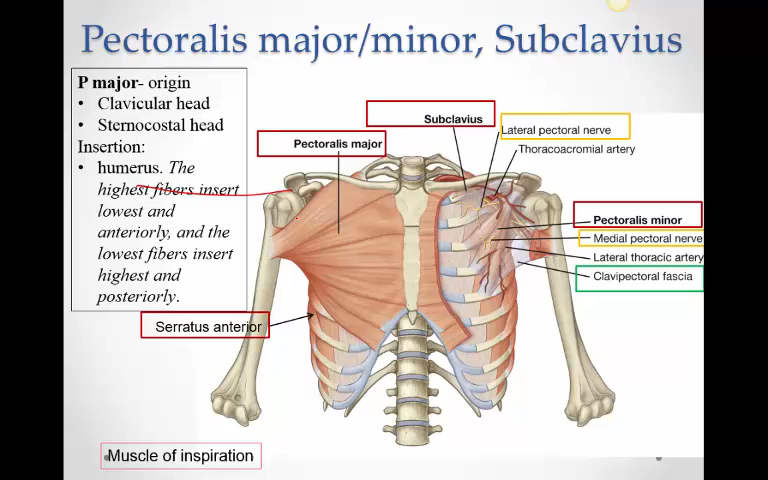 Pectoralis major/minor, Subclavius
P major- origin
• Clavicular head
• Sternocostal head
Insertion:
• humerus. The
highest fibers insert
lowest and
anteriorly, and the
lowest fibers insert
highest and
posteriorly.
Subclavius
Lateral pectoral nerve
Pectoralis major
Thoracoacromial artery
Pectoralis minor
Medial pectoral nerve
Lateral thoracic artery
Clavipectoral fascia
Serratus anterior
Muscle of inspiration